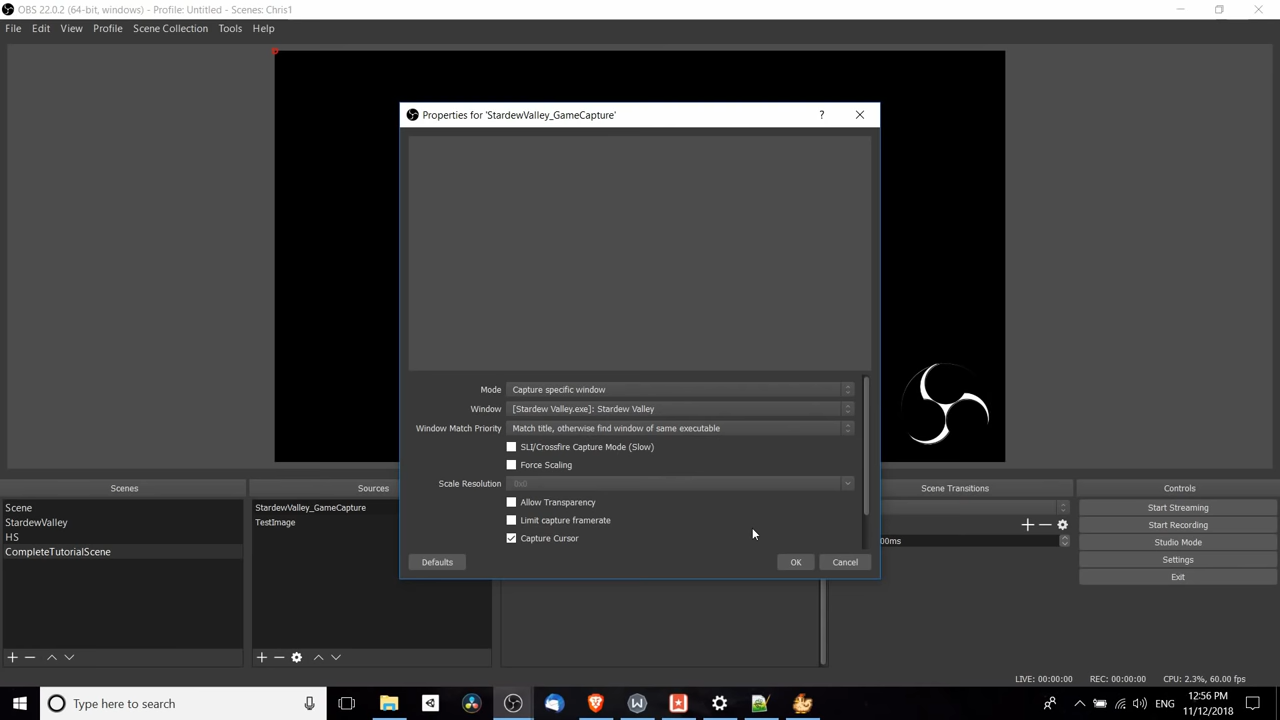 OBS 22.0.2 (64-bit, windows) - Profile: Untitled - Scenes: Chris1
File Edit View Profile Scene Collection Tools Help
Properties for 'StardewValley_GameCapture'
?
Mode Capture specific window
Window [Stardew Valley.exe]: Stardew Valley
Window Match Priority Match title, otherwise find window of same executable
SLI/Crossfire Capture Mode (Slow)
Force Scaling
Scale Resolution 0x0
Allow Transparency
Limit capture framerate
Capture Cursor
Defaults OK Cancel
Scenes
Scene
StardewValley
HS
CompleteTutorialScene
Sources
StardewValley_GameCapture
TestImage
Scene Transitions
00ms
Controls
Start Streaming
Start Recording
Studio Mode
Settings
Exit
LIVE: 00:00:00 REC: 00:00:00 CPU: 2.3%, 60.00 fps
Type here to search
ENG
12:56 PM
11/12/2018